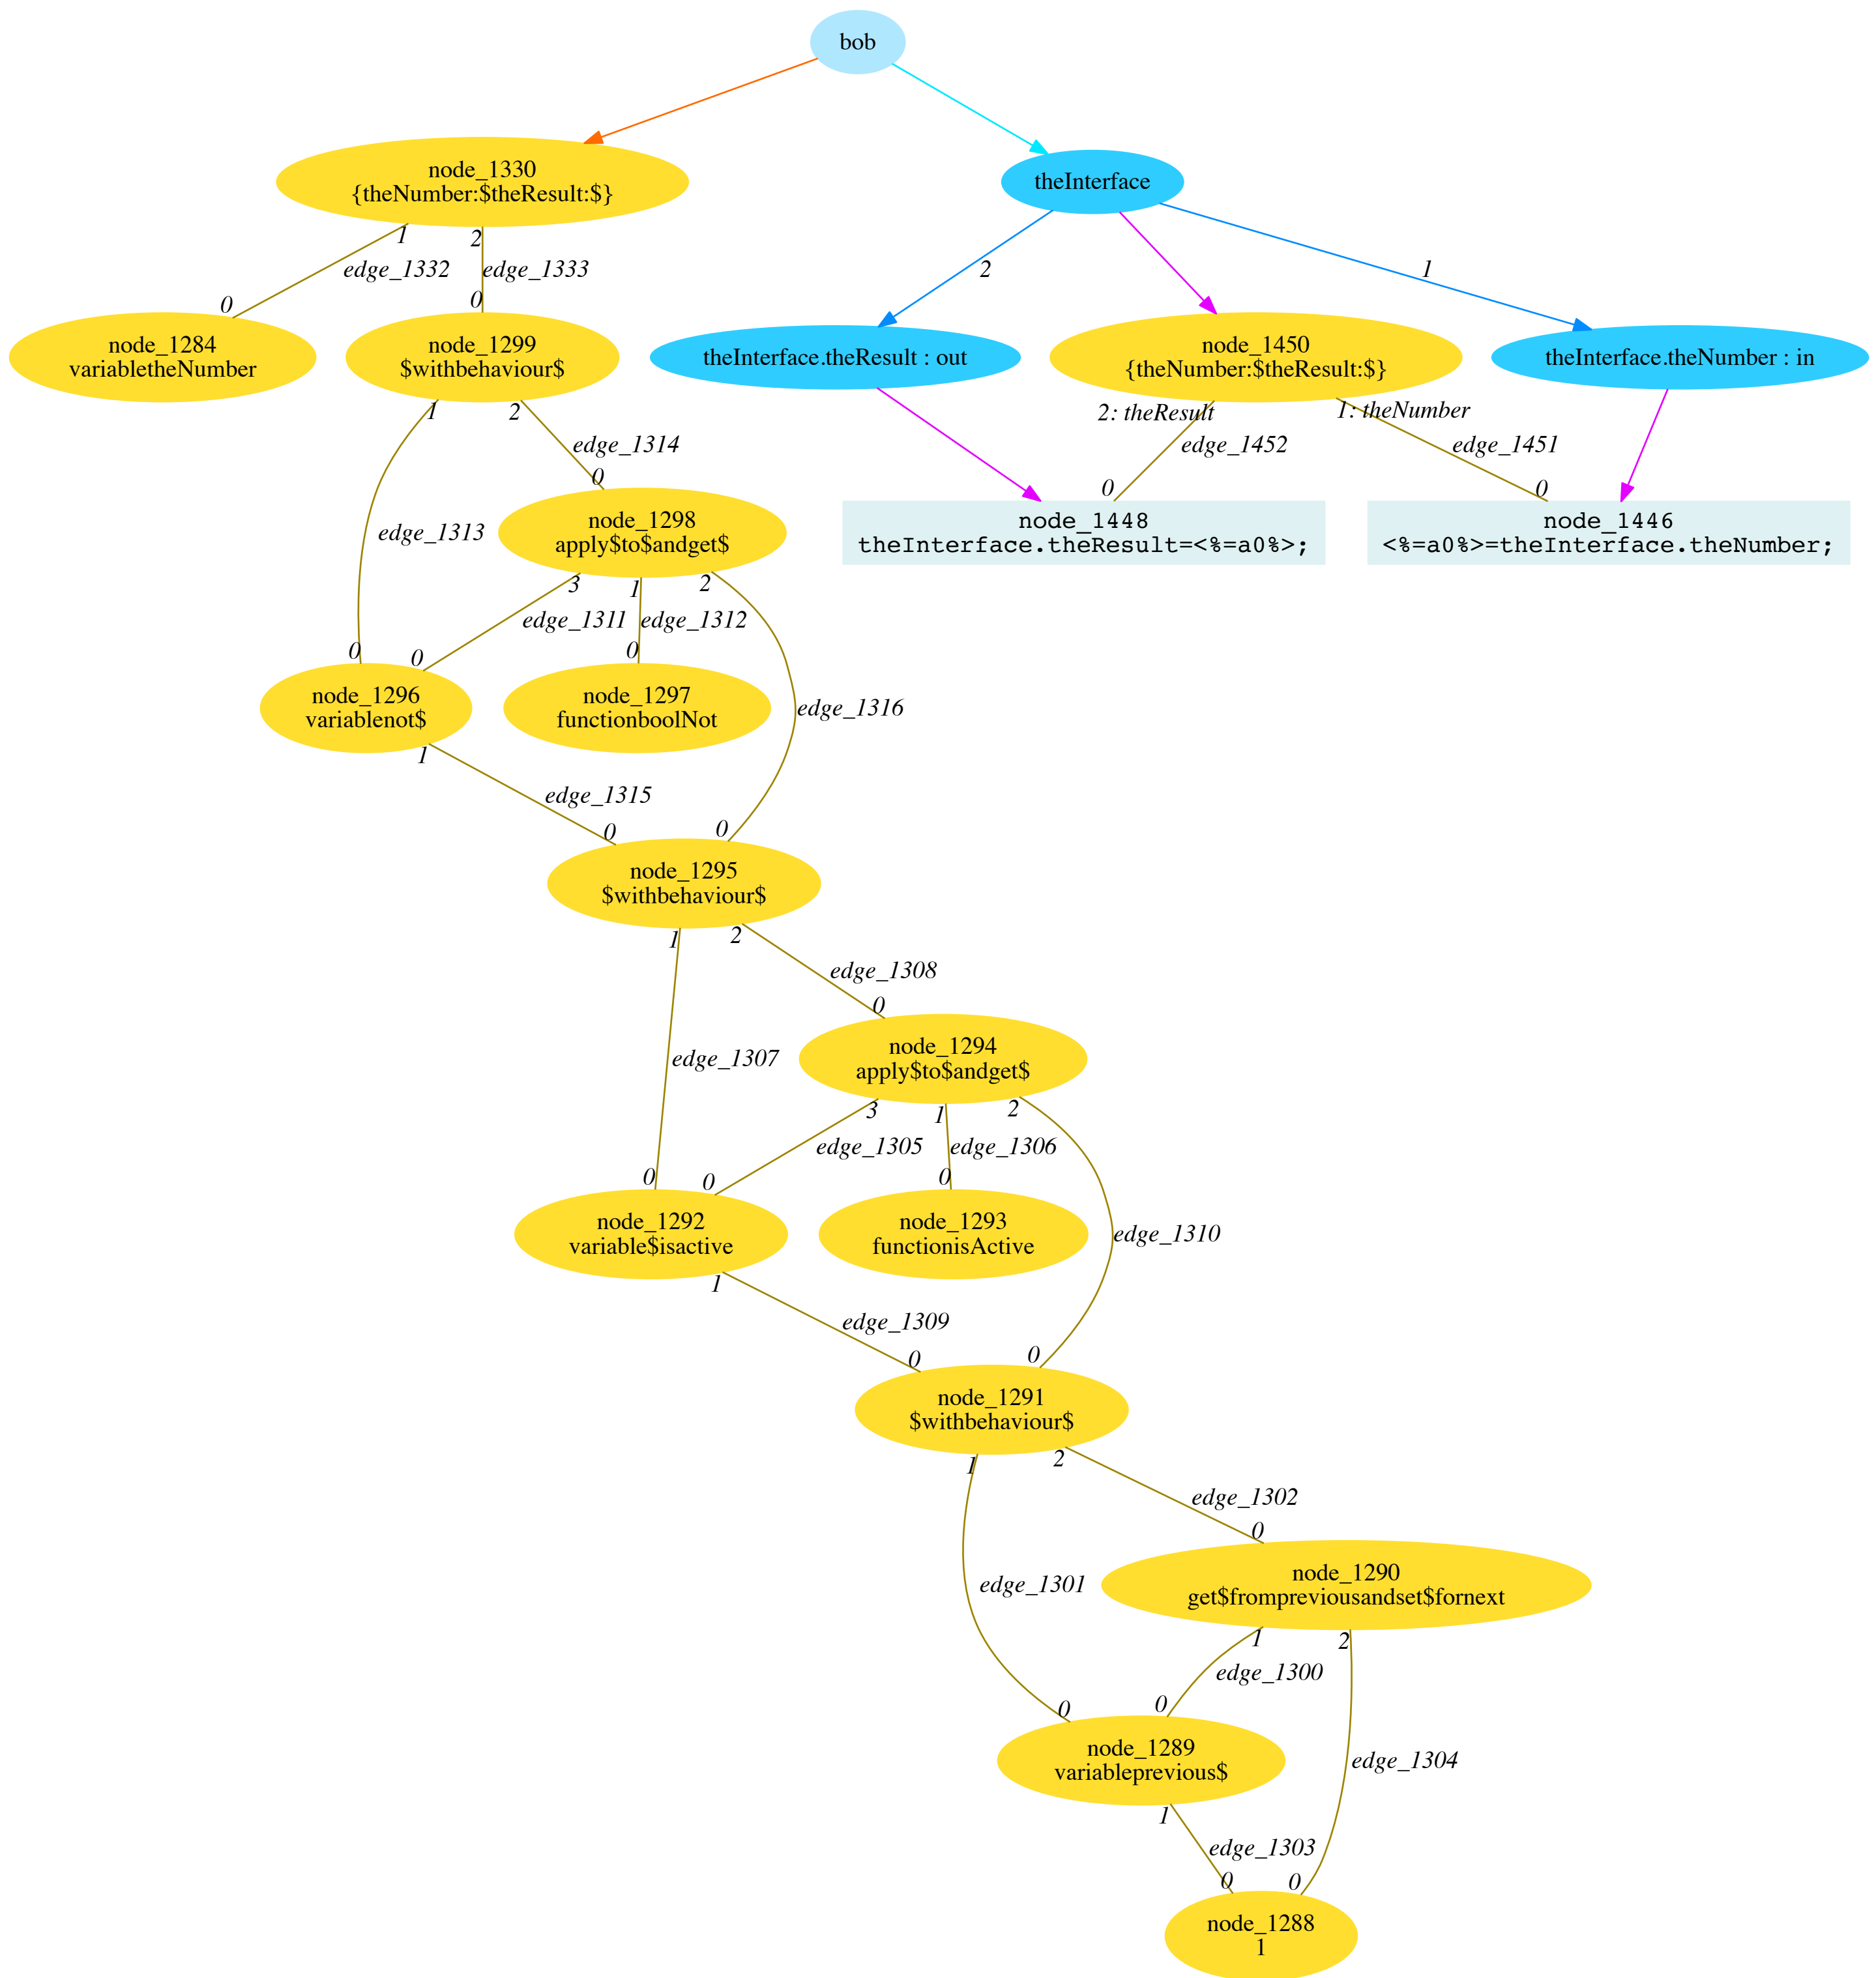 bob
node_1330
{theNumber:$theResult:$}
theInterface
1
2
edge_1332
edge_1333
2
1
0
0
node_1284
variabletheNumber
node_1299
$withbehaviour$
theInterface.theResult : out
node_1450
{theNumber:$theResult:$}
theInterface.theNumber : in
1
2
2: theResult
1: theNumber
edge_1314
edge_1452
edge_1451
0
0
0
edge_1313
node_1298
apply$to$andget$
node_1448
theInterface.theResult=<%=a0%>;
node_1446
<%=a0%>=theInterface.theNumber;
3
1
2
edge_1311
edge_1312
0
0
0
node_1296
variablenot$
node_1297
functionboolNot
edge_1316
1
edge_1315
0
0
node_1295
$withbehaviour$
1
2
edge_1308
0
edge_1307
node_1294
apply$to$andget$
3
1
2
edge_1305
edge_1306
0
0
0
node_1292
variable$isactive
node_1293
functionisActive
edge_1310
1
edge_1309
0
0
node_1291
$withbehaviour$
1
2
edge_1302
0
edge_1301
node_1290
get$frompreviousandset$fornext
1
2
edge_1300
0
0
node_1289
variableprevious$
edge_1304
1
edge_1303
0
0
node_1288
1